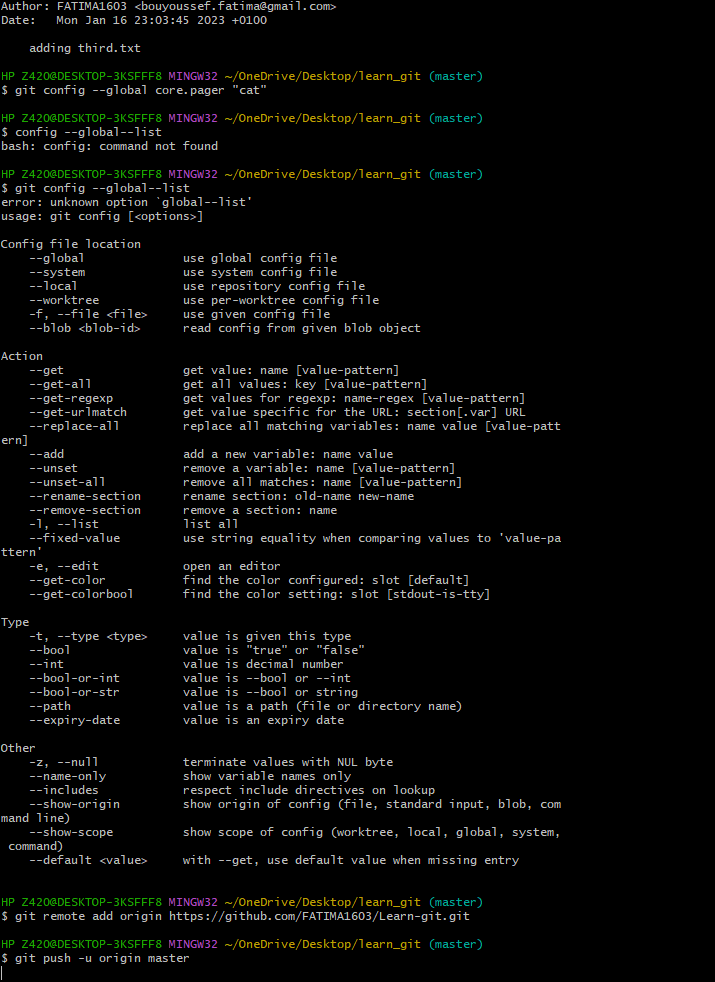 Author: FATIMA1603 <bouyoussef.fatima@gmail.com>
Date:   Mon Jan 16 23:03:45 2023 +0100
    adding third.txt
HP Z420@DESKTOP-3KSFFF8 MINGW32 ~/OneDrive/Desktop/learn_git (master)
$ git config --global core.pager "cat"
HP Z420@DESKTOP-3KSFFF8 MINGW32 ~/OneDrive/Desktop/learn_git (master)
$ config --global--list
bash: config: command not found
HP Z420@DESKTOP-3KSFFF8 MINGW32 ~/OneDrive/Desktop/learn_git (master)
$ git config --global--list
error: unknown option `global--list'
usage: git config [<options>]
Config file location
    --global              use global config file
    --system              use system config file
    --local               use repository config file
    --worktree            use per-worktree config file
    -f, --file <file>     use given config file
    --blob <blob-id>      read config from given blob object
Action
    --get                 get value: name [value-pattern]
    --get-all             get all values: key [value-pattern]
    --get-regexp          get values for regexp: name-regex [value-pattern]
    --get-urlmatch        get value specific for the URL: section[.var] URL
    --replace-all         replace all matching variables: name value [value-patt
ern]
    --add                 add a new variable: name value
    --unset               remove a variable: name [value-pattern]
    --unset-all           remove all matches: name [value-pattern]
    --rename-section      rename section: old-name new-name
    --remove-section      remove a section: name
    -l, --list            list all
    --fixed-value         use string equality when comparing values to 'value-pa
ttern'
    -e, --edit            open an editor
    --get-color           find the color configured: slot [default]
    --get-colorbool       find the color setting: slot [stdout-is-tty]
Type
    -t, --type <type>     value is given this type
    --bool                value is "true" or "false"
    --int                 value is decimal number
    --bool-or-int         value is --bool or --int
    --bool-or-str         value is --bool or string
    --path                value is a path (file or directory name)
    --expiry-date         value is an expiry date
Other
    -z, --null            terminate values with NUL byte
    --name-only           show variable names only
    --includes            respect include directives on lookup
    --show-origin         show origin of config (file, standard input, blob, com
mand line)
    --show-scope          show scope of config (worktree, local, global, system,
 command)
    --default <value>     with --get, use default value when missing entry
HP Z420@DESKTOP-3KSFFF8 MINGW32 ~/OneDrive/Desktop/learn_git (master)
$ git remote add origin https://github.com/FATIMA1603/Learn-git.git
HP Z420@DESKTOP-3KSFFF8 MINGW32 ~/OneDrive/Desktop/learn_git (master)
$ git push -u origin master